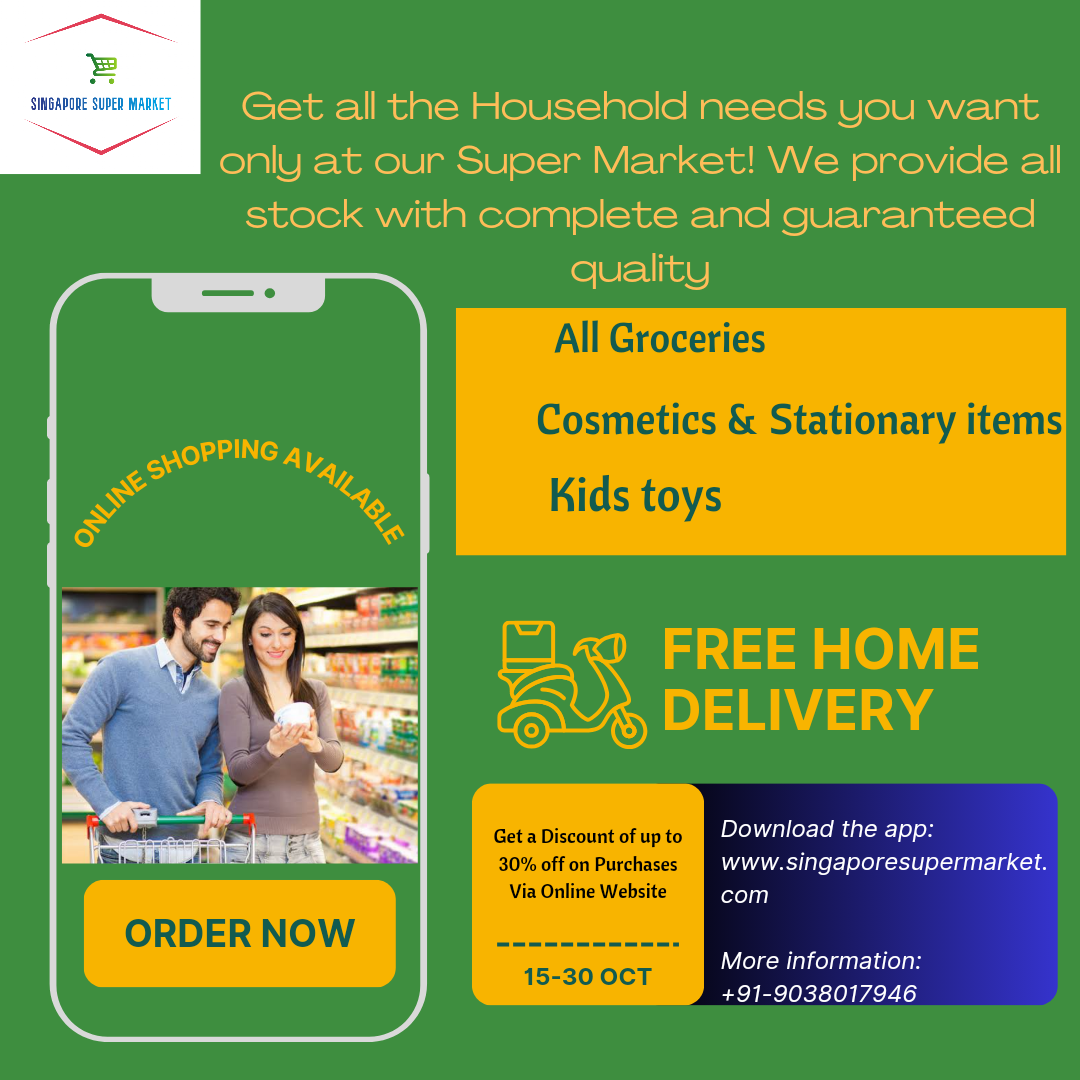 SINGAPORE SUPER MARKET
Get all the Household needs you want
only at our Super Market! We provide all
stock with complete and guaranteed
quality
All Groceries
Cosmetics & Stationary items
Kids toys
ONLINE SHOPPING AVAILABLE
ORDER NOW
FREE HOME
DELIVERY
Get a Discount of up to
30% off on Purchases
Via Online Website
15-30 OCT
Download the app:
www.singaporesupermarket.
com
More information:
+91-9038017946